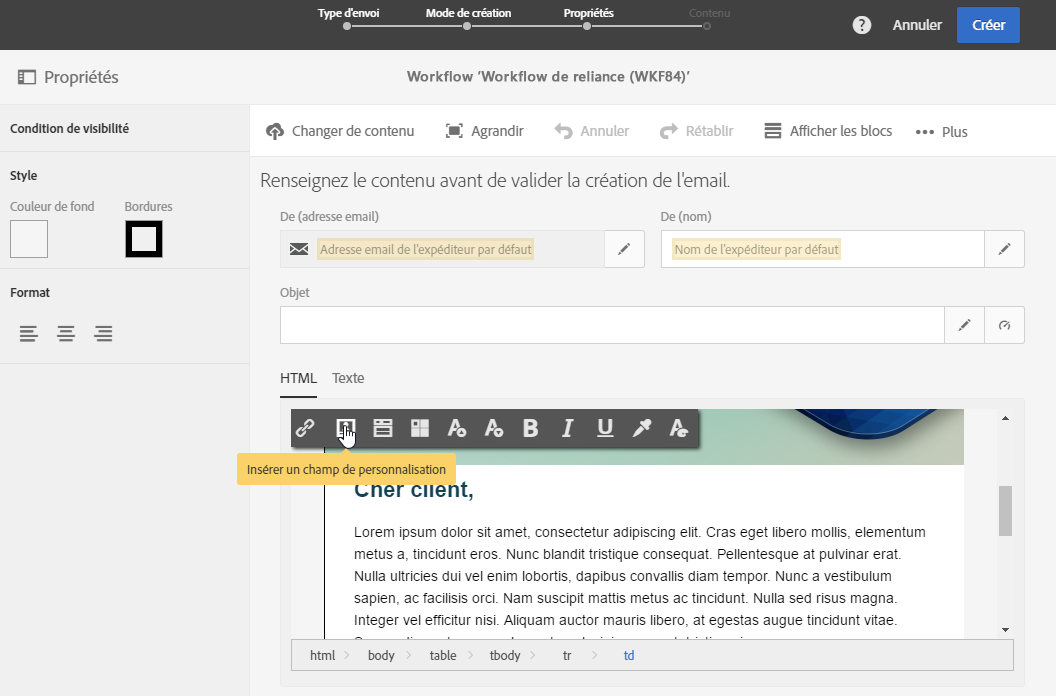 Type d'envoi
Mode de création
Propriétés
Contenu
?
Annuler
Créer
Propriétés
Workflow 'Workflow de reliance (WKF84)'
Condition de visibilité
Style
Couleur de fond
Bordures
Format
Changer de contenu
Agrandir
Annuler
Rétablir
Afficher les blocs
Plus
Renseignez le contenu avant de valider la création de l'email.
De (adresse email)
De (nom)
Adresse email de l'expéditeur par défaut
Nom de l'expéditeur par défaut
Objet
HTML
Texte
B I U
Insérer un champ de personnalisation
Cher client,
Lorem ipsum dolor sit amet, consectetur adipiscing elit. Cras eget libero mollis, elementum
metus a, tincidunt eros. Nunc blandit tristique consequat. Pellentesque at pulvinar erat.
Nulla ultricies dui vel enim lobortis, dapibus convallis diam tempor. Nunc a vestibulum
sapien, ac facilisis orci. Nam suscipit mattis metus ac tincidunt. Nulla sed risus magna.
Integer vel efficitur nisi. Aliquam auctor mauris libero, at egestas augue tincidunt vitae.
html
body
table
tbody
tr
td